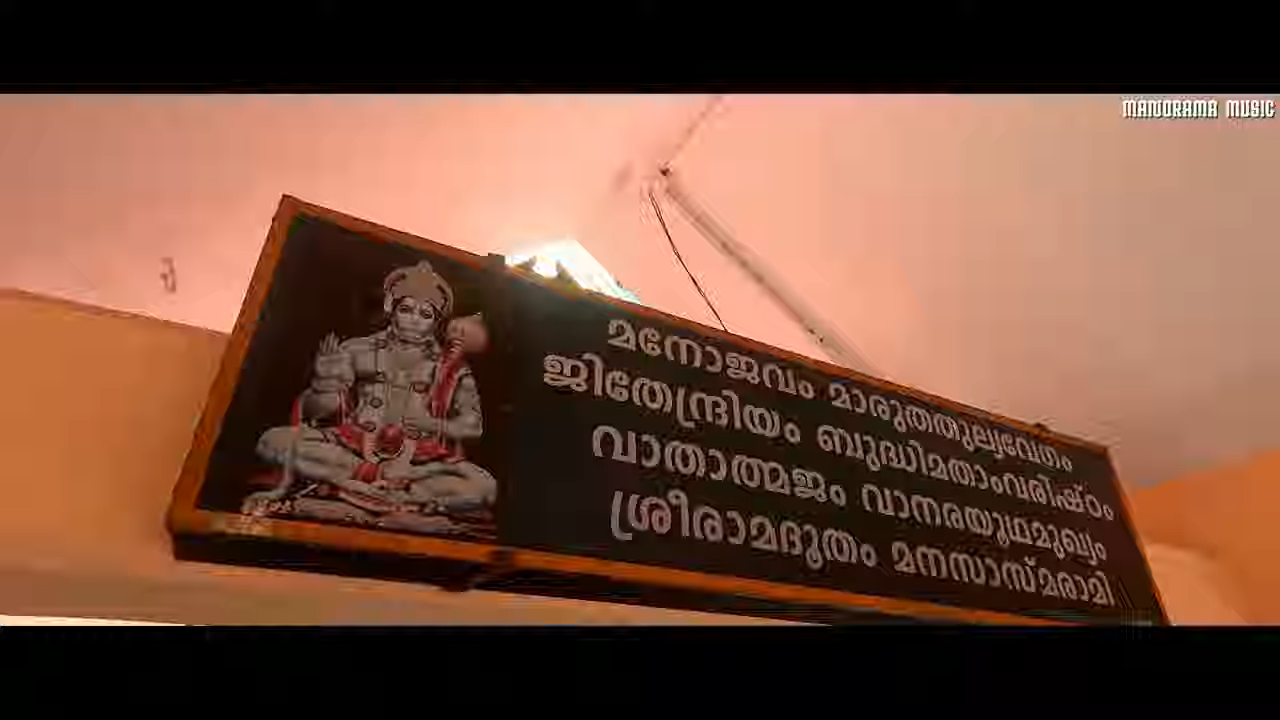 MANORAMA MUSIC
മനോജവം മാരുതതുല്യവേഗം
ജിതേന്ദ്രിയം ബുദ്ധിമതാംവരിഷ്ഠം
വാതാത്മജം വാനരയൂഥമുഖ്യം
ശ്രീരാമദൂതം മനസാസ്മരാമി